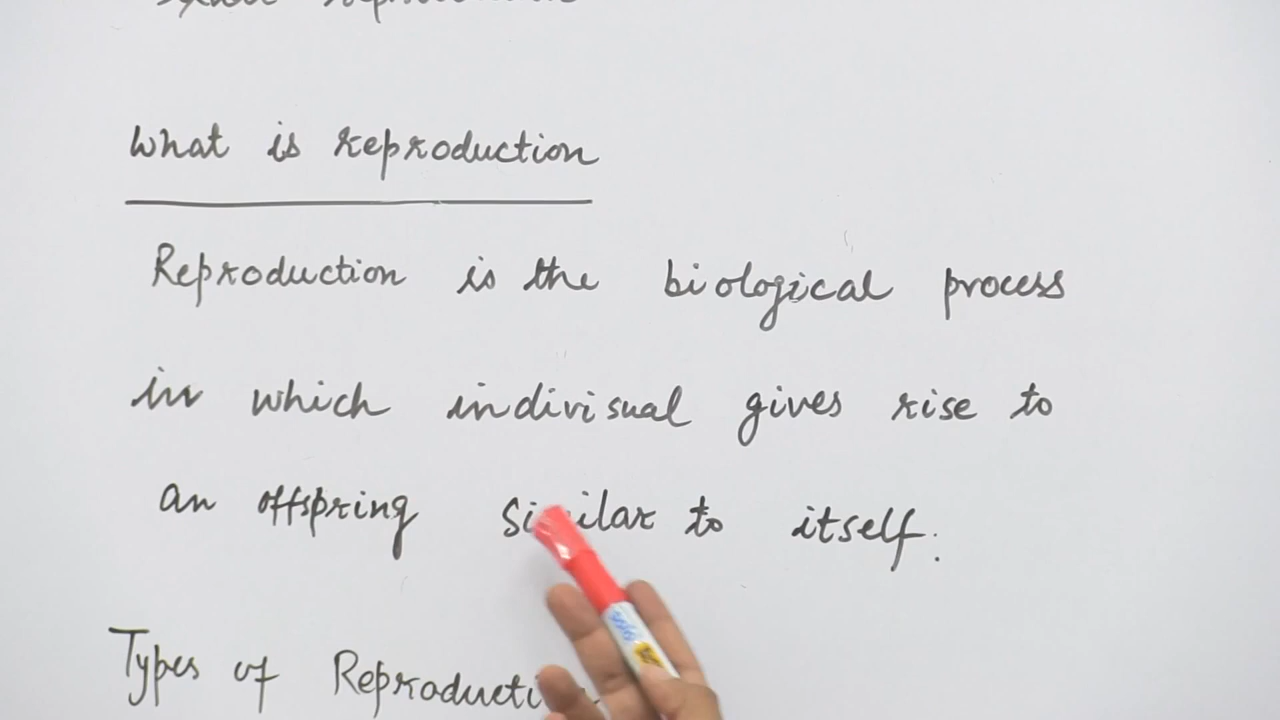 What is reproduction
Reproduction is the biological process
in which indivisual gives rise to
an offspring similar to itself.
Types of Reproduction